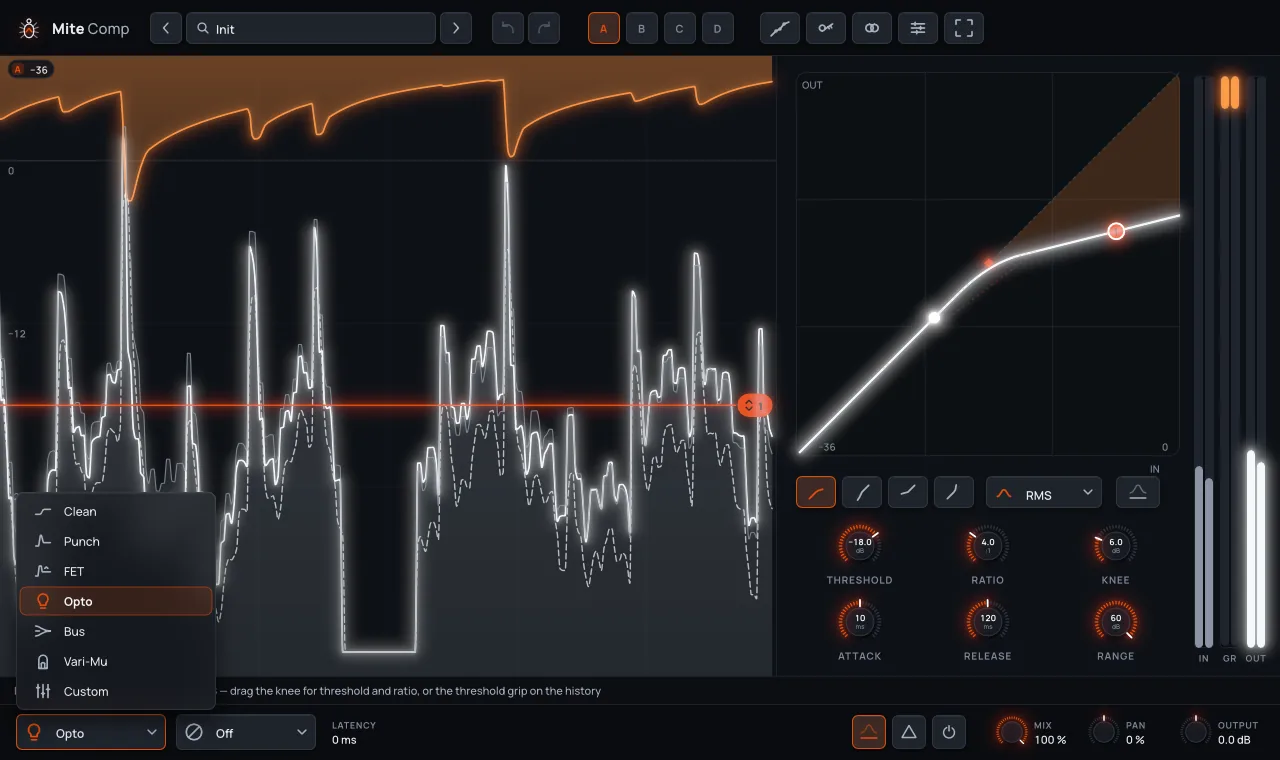 Mite Comp
Init
A
B
C
D
A −36
0
−12
OUT
−36
0
IN
RMS
−18.0
dB
THRESHOLD
4.0
:1
RATIO
6.0
dB
KNEE
10
ms
ATTACK
120
ms
RELEASE
60
dB
RANGE
IN
GR
OUT
1
Clean
Punch
FET
Opto
Bus
Vari-Mu
Custom
— drag the knee for threshold and ratio, or the threshold grip on the history
Opto
Off
LATENCY
0 ms
MIX
100 %
PAN
0 %
OUTPUT
0.0 dB